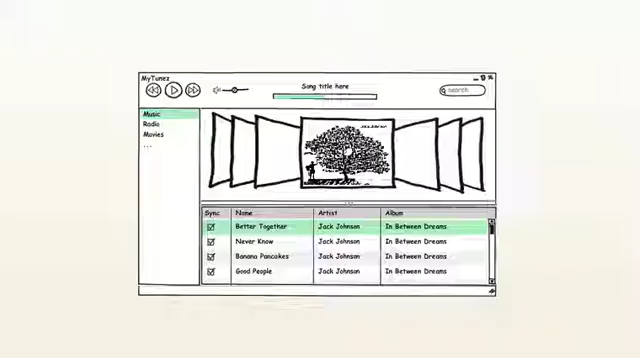 MyTunez
Song title here
search
Music
Radio
Movies
...
Sync Name Artist Album
Better Together Jack Johnson In Between Dreams
Never Know Jack Johnson In Between Dreams
Banana Pancakes Jack Johnson In Between Dreams
Good People Jack Johnson In Between Dreams